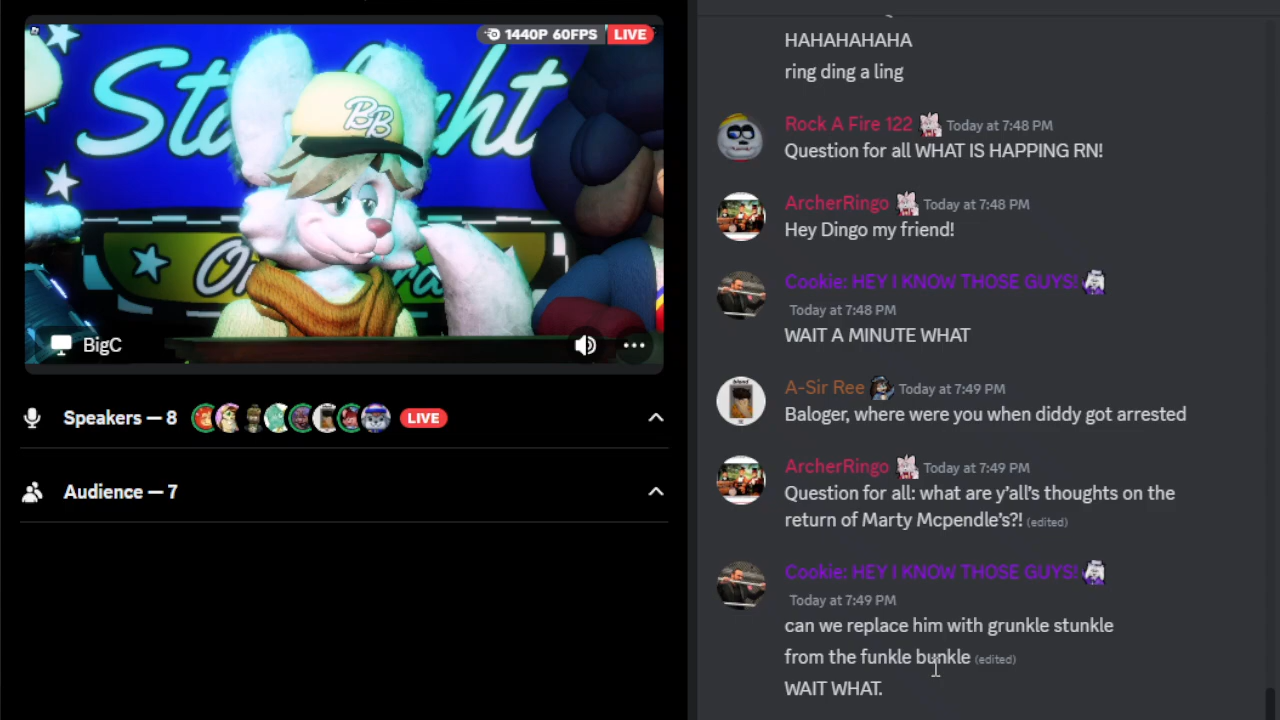 1440P 60FPS LIVE
BB
BigC
Speakers — 8 LIVE
Audience — 7
HAHAHAHAHA
ring ding a ling
Rock A Fire 122 Today at 7:48 PM
Question for all WHAT IS HAPPING RN!
ArcherRingo Today at 7:48 PM
Hey Dingo my friend!
Cookie: HEY I KNOW THOSE GUYS!
Today at 7:48 PM
WAIT A MINUTE WHAT
A-Sir Ree Today at 7:49 PM
Baloger, where were you when diddy got arrested
ArcherRingo Today at 7:49 PM
Question for all: what are y'all's thoughts on the
return of Marty Mcpendle's?! (edited)
Cookie: HEY I KNOW THOSE GUYS!
Today at 7:49 PM
can we replace him with grunkle stunkle
from the funkle bunkle (edited)
WAIT WHAT.